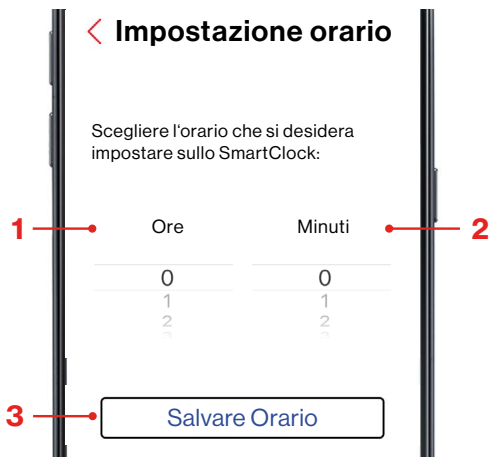 Impostazione orario
Scegliere l'orario che si desidera
impostare sullo SmartClock:
1
Ore
Minuti
2
0
0
1
1
2
2
3
Salvare Orario